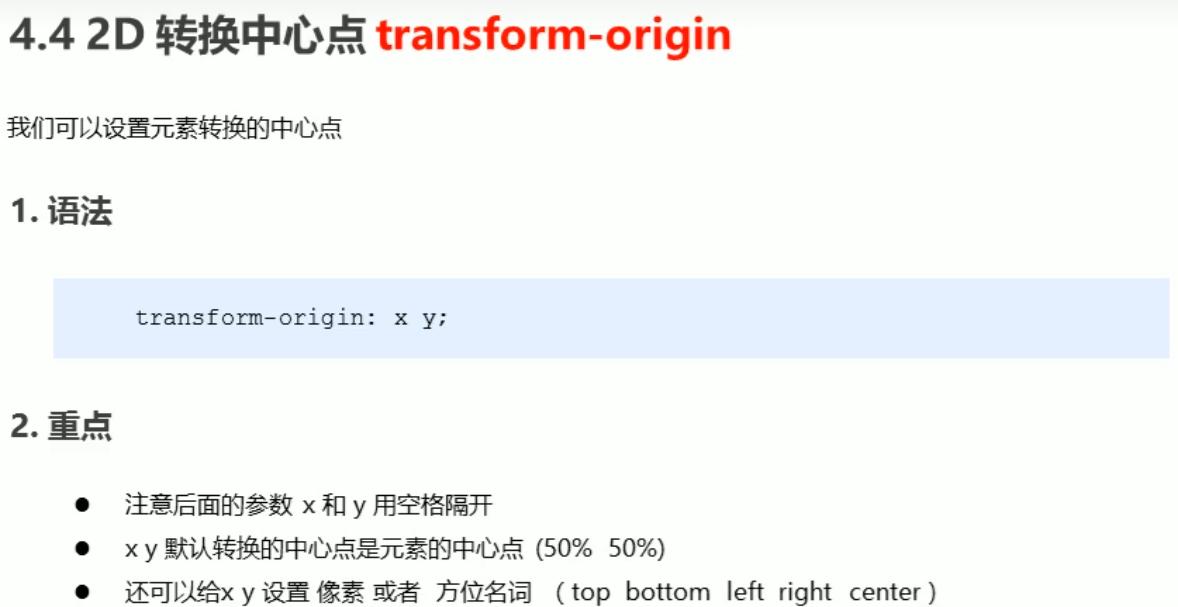 4.4 2D 转换中心点 transform-origin
我们可以设置元素转换的中心点
1. 语法
transform-origin: x y;
2. 重点
● 注意后面的参数 x 和 y 用空格隔开
● x y 默认转换的中心点是元素的中心点 (50% 50%)
● 还可以给x y 设置 像素 或者 方位名词 （ top bottom left right center ）